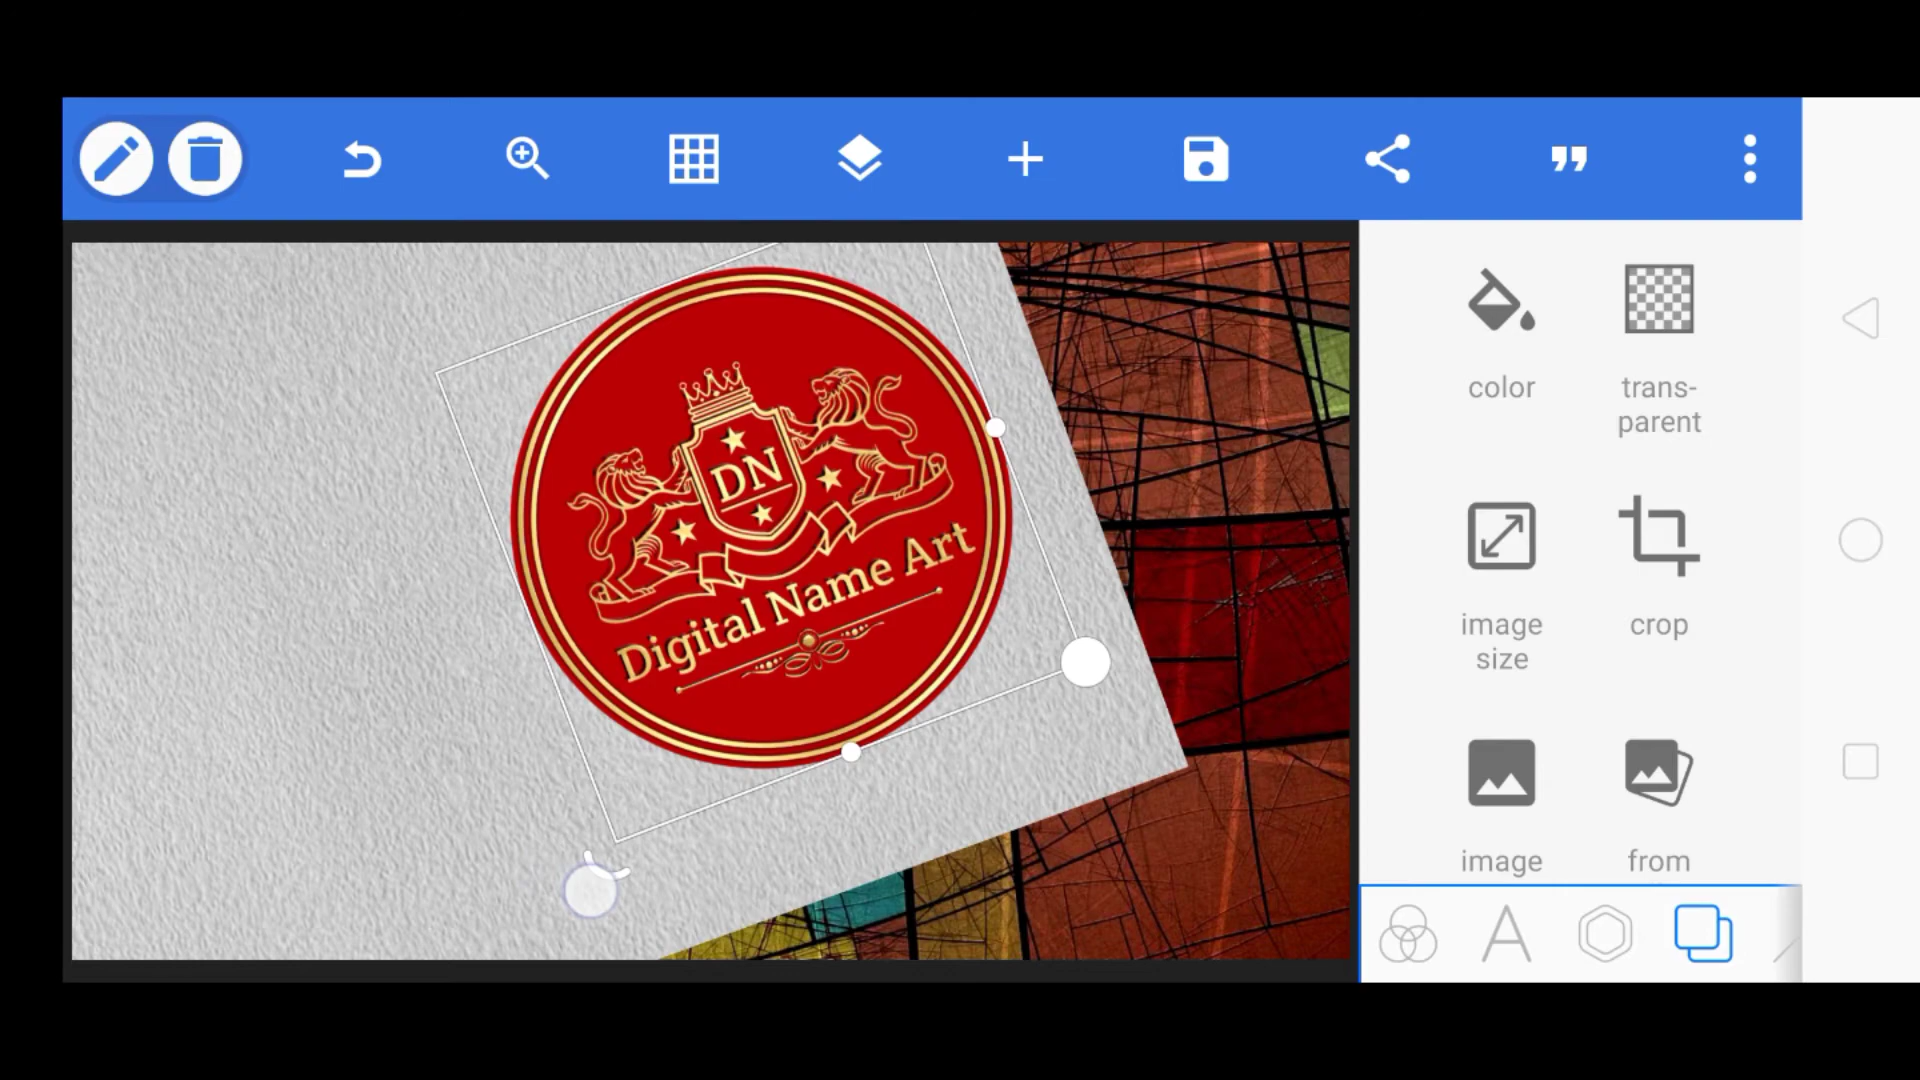 DN
Digital Name Art
color
trans-
parent
image
size
crop
image
from